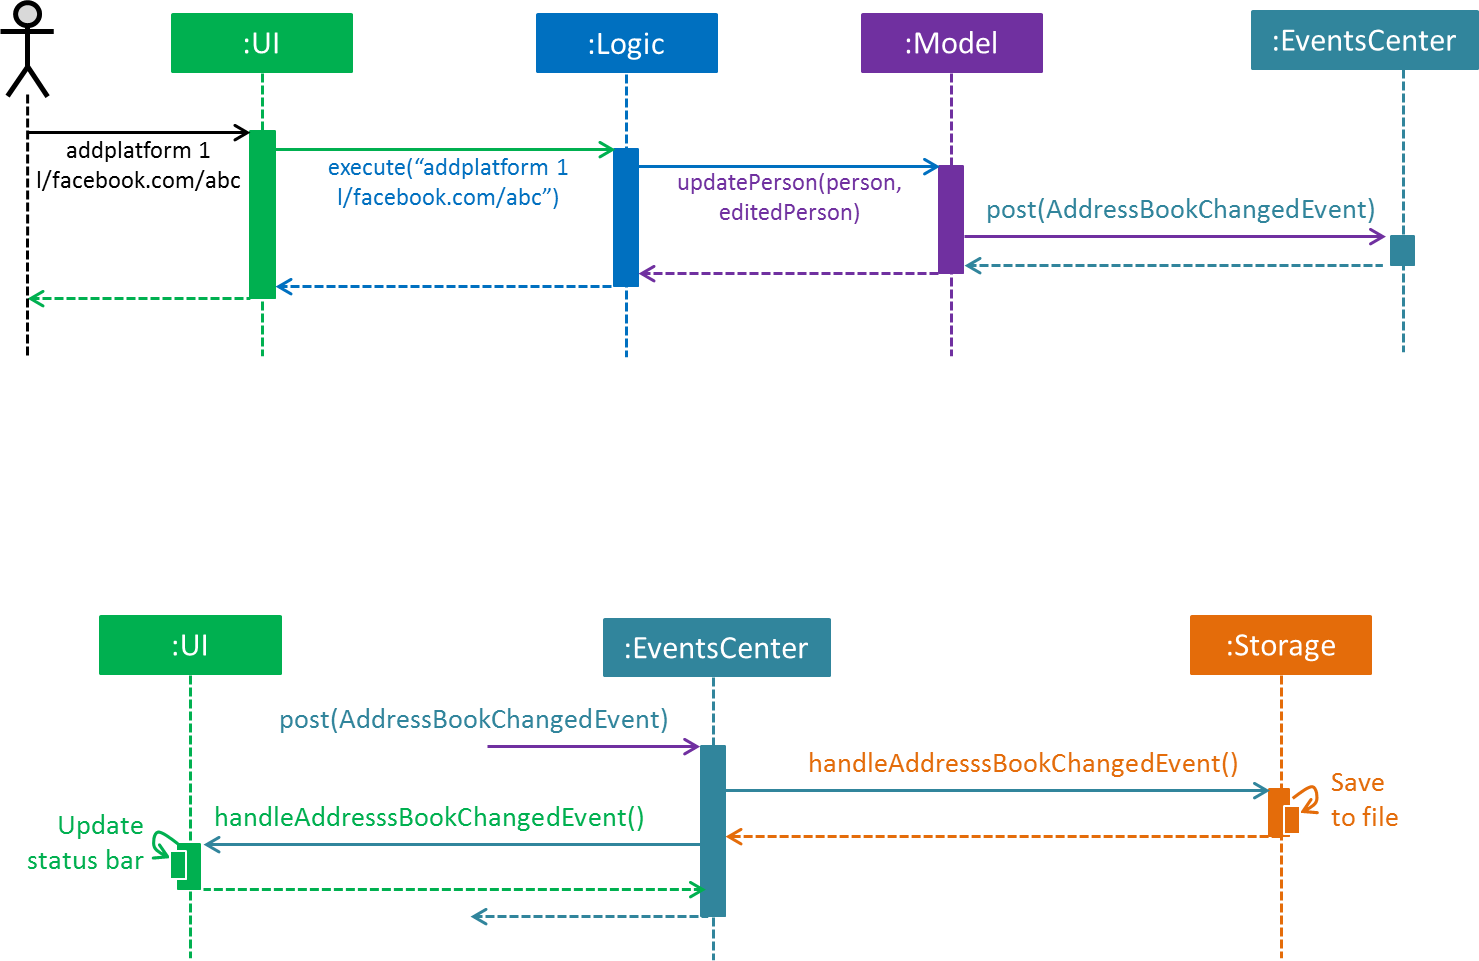 :UI
:Logic
:Model
:EventsCenter
addplatform 1
l/facebook.com/abc
execute(“addplatform 1
l/facebook.com/abc”)
updatePerson(person,
editedPerson)
post(AddressBookChangedEvent)
:UI
:EventsCenter
:Storage
post(AddressBookChangedEvent)
handleAddresssBookChangedEvent()
Save
to file
handleAddresssBookChangedEvent()
Update
status bar